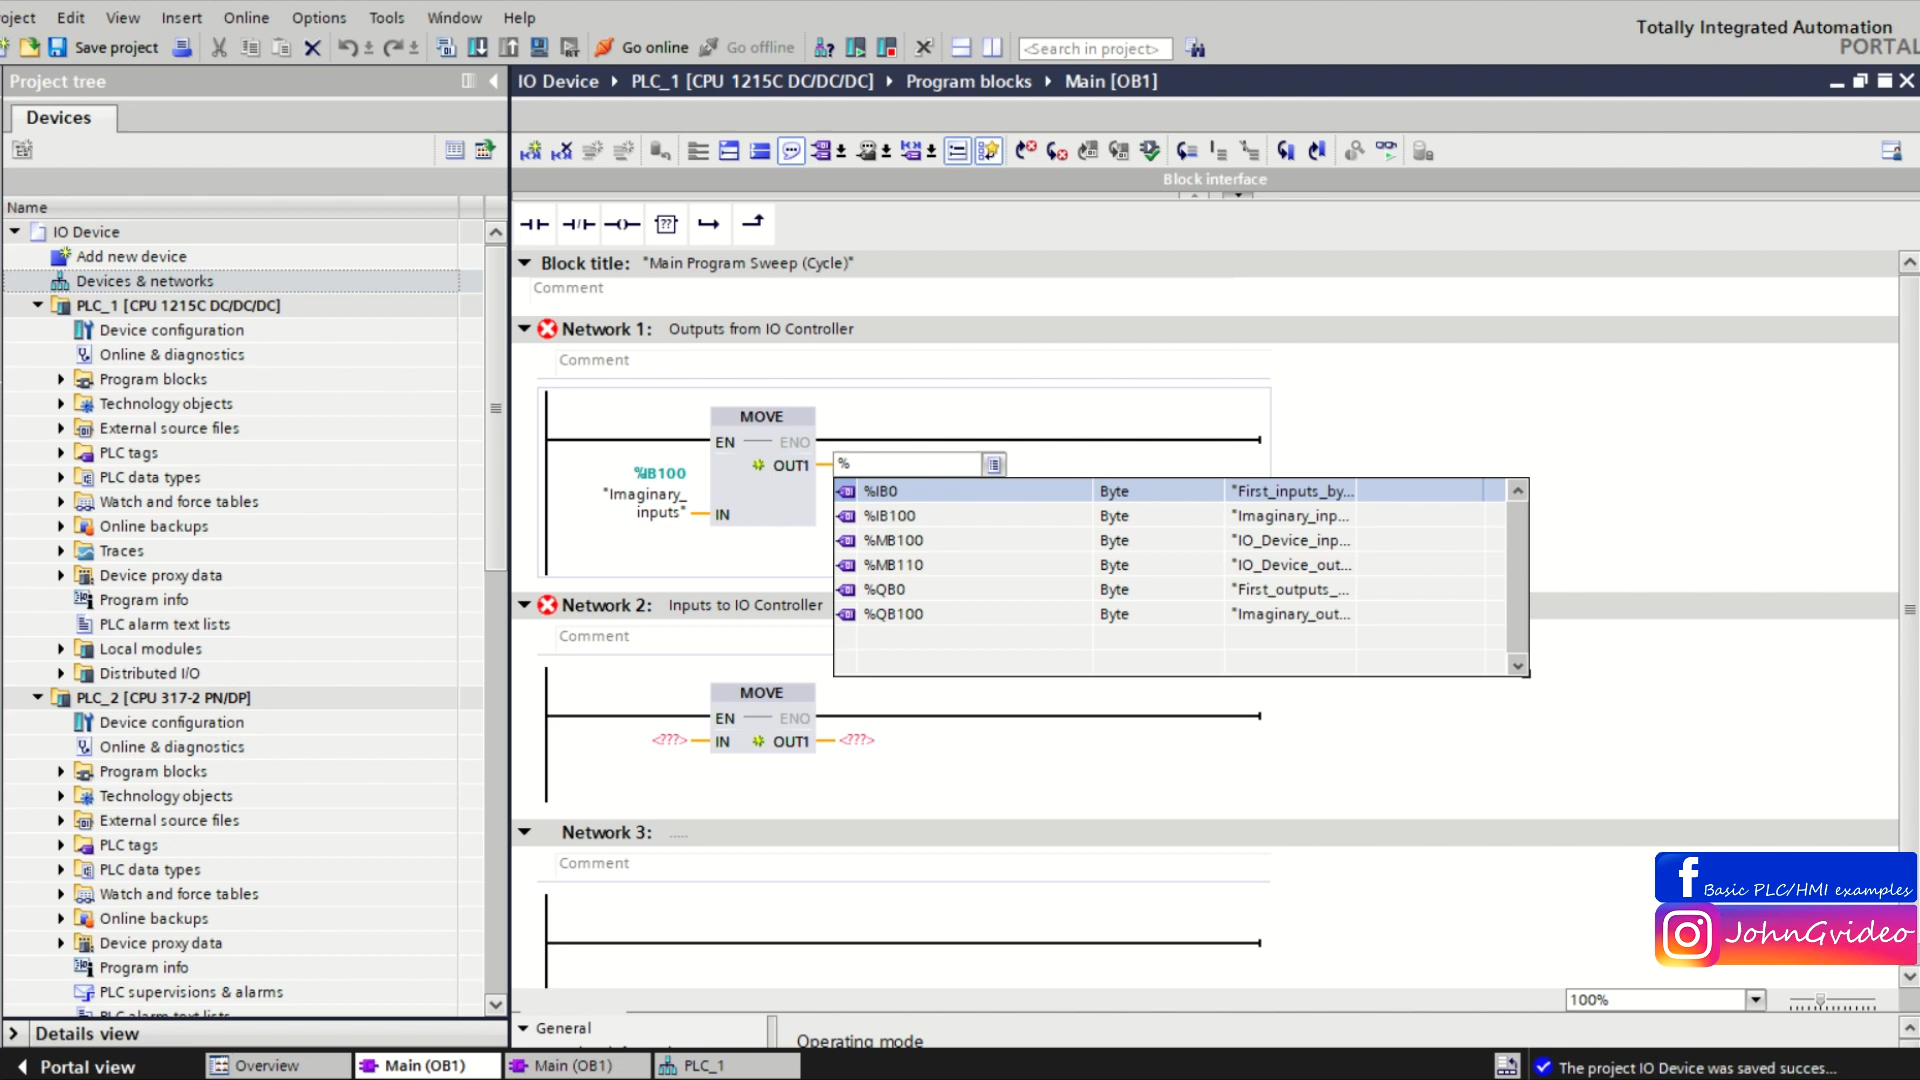 oject Edit View Insert Online Options Tools Window Help
Totally Integrated Automation
PORTAL
Save project Go online Go offline <Search in project>
Project tree
IO Device PLC_1 [CPU 1215C DC/DC/DC] Program blocks Main [OB1]
Devices
Block interface
Name
IO Device
Add new device
Devices & networks
PLC_1 [CPU 1215C DC/DC/DC]
Device configuration
Online & diagnostics
Program blocks
Technology objects
External source files
PLC tags
PLC data types
Watch and force tables
Online backups
Traces
Device proxy data
Program info
PLC alarm text lists
Local modules
Distributed I/O
PLC_2 [CPU 317-2 PN/DP]
Device configuration
Online & diagnostics
Program blocks
Technology objects
External source files
PLC tags
PLC data types
Watch and force tables
Online backups
Device proxy data
Program info
PLC supervisions & alarms
PLC alarm text lists
Details view
??
Block title: "Main Program Sweep (Cycle)"
Comment
Network 1: Outputs from IO Controller
Comment
MOVE
EN ENO
%IB100
"Imaginary_
inputs"
IN
OUT1
%
%IB0 Byte "First_inputs_by...
%IB100 Byte "Imaginary_inp...
%MB100 Byte "IO_Device_inp...
%MB110 Byte "IO_Device_out...
%QB0 Byte "First_outputs_...
%QB100 Byte "Imaginary_out...
Network 2: Inputs to IO Controller
Comment
MOVE
EN ENO
<???> IN OUT1 <???>
Network 3: .....
Comment
Basic PLC/HMI examples
JohnGvideo
100%
General
Operating mode
Portal view Overview Main (OB1) Main (OB1) PLC_1 The project IO Device was saved succes...